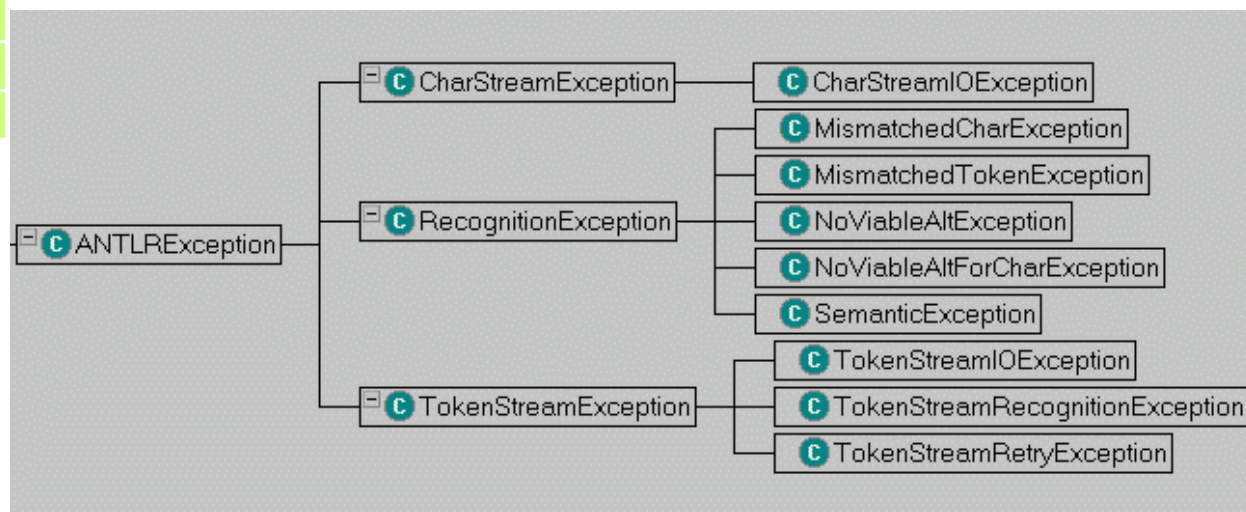 CharStreamException
CharStreamIOException
MismatchedCharException
MismatchedTokenException
RecognitionException
NoViableAltException
ANTLRException
NoViableAltForCharException
SemanticException
TokenStreamIOException
TokenStreamException
TokenStreamRecognitionException
TokenStreamRetryException